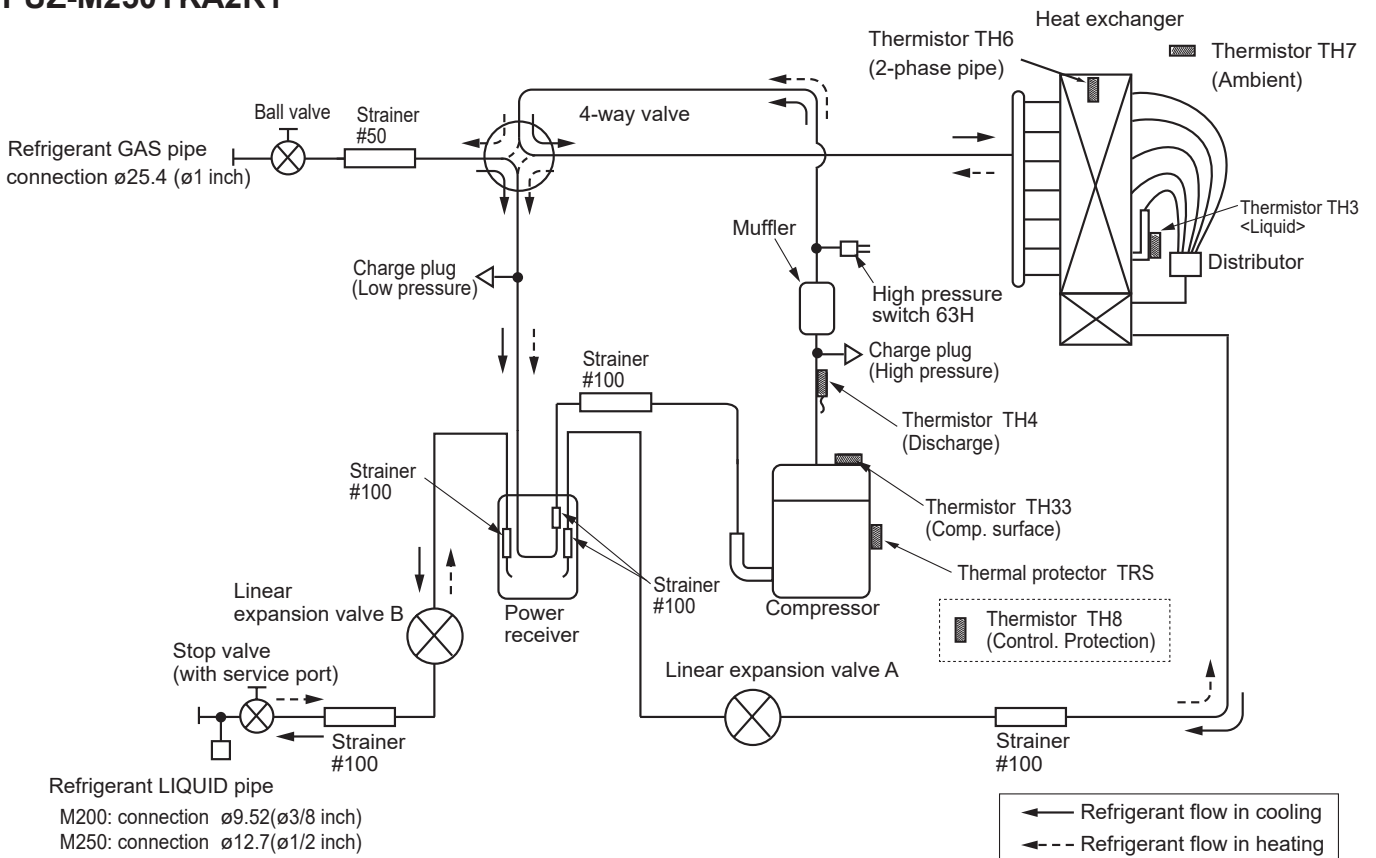 Heat exchanger
Thermistor TH6
(2-phase pipe)
Thermistor TH7
(Ambient)
Ball valve
Strainer
#50
4-way valve
Refrigerant GAS pipe
connection ø25.4 (ø1 inch)
Thermistor TH3
<Liquid>
Distributor
Muffler
Charge plug
(Low pressure)
High pressure
switch 63H
Charge plug
(High pressure)
Strainer
#100
Thermistor TH4
(Discharge)
Strainer
#100
Thermistor TH33
(Comp. surface)
Thermal protector TRS
Strainer
#100
Compressor
Power
receiver
Thermistor TH8
(Control. Protection)
Linear
expansion valve B
Stop valve
(with service port)
Linear expansion valve A
Strainer
#100
Strainer
#100
Refrigerant LIQUID pipe
M200: connection ø9.52(ø3/8 inch)
M250: connection ø12.7(ø1/2 inch)
Refrigerant flow in cooling
Refrigerant flow in heating